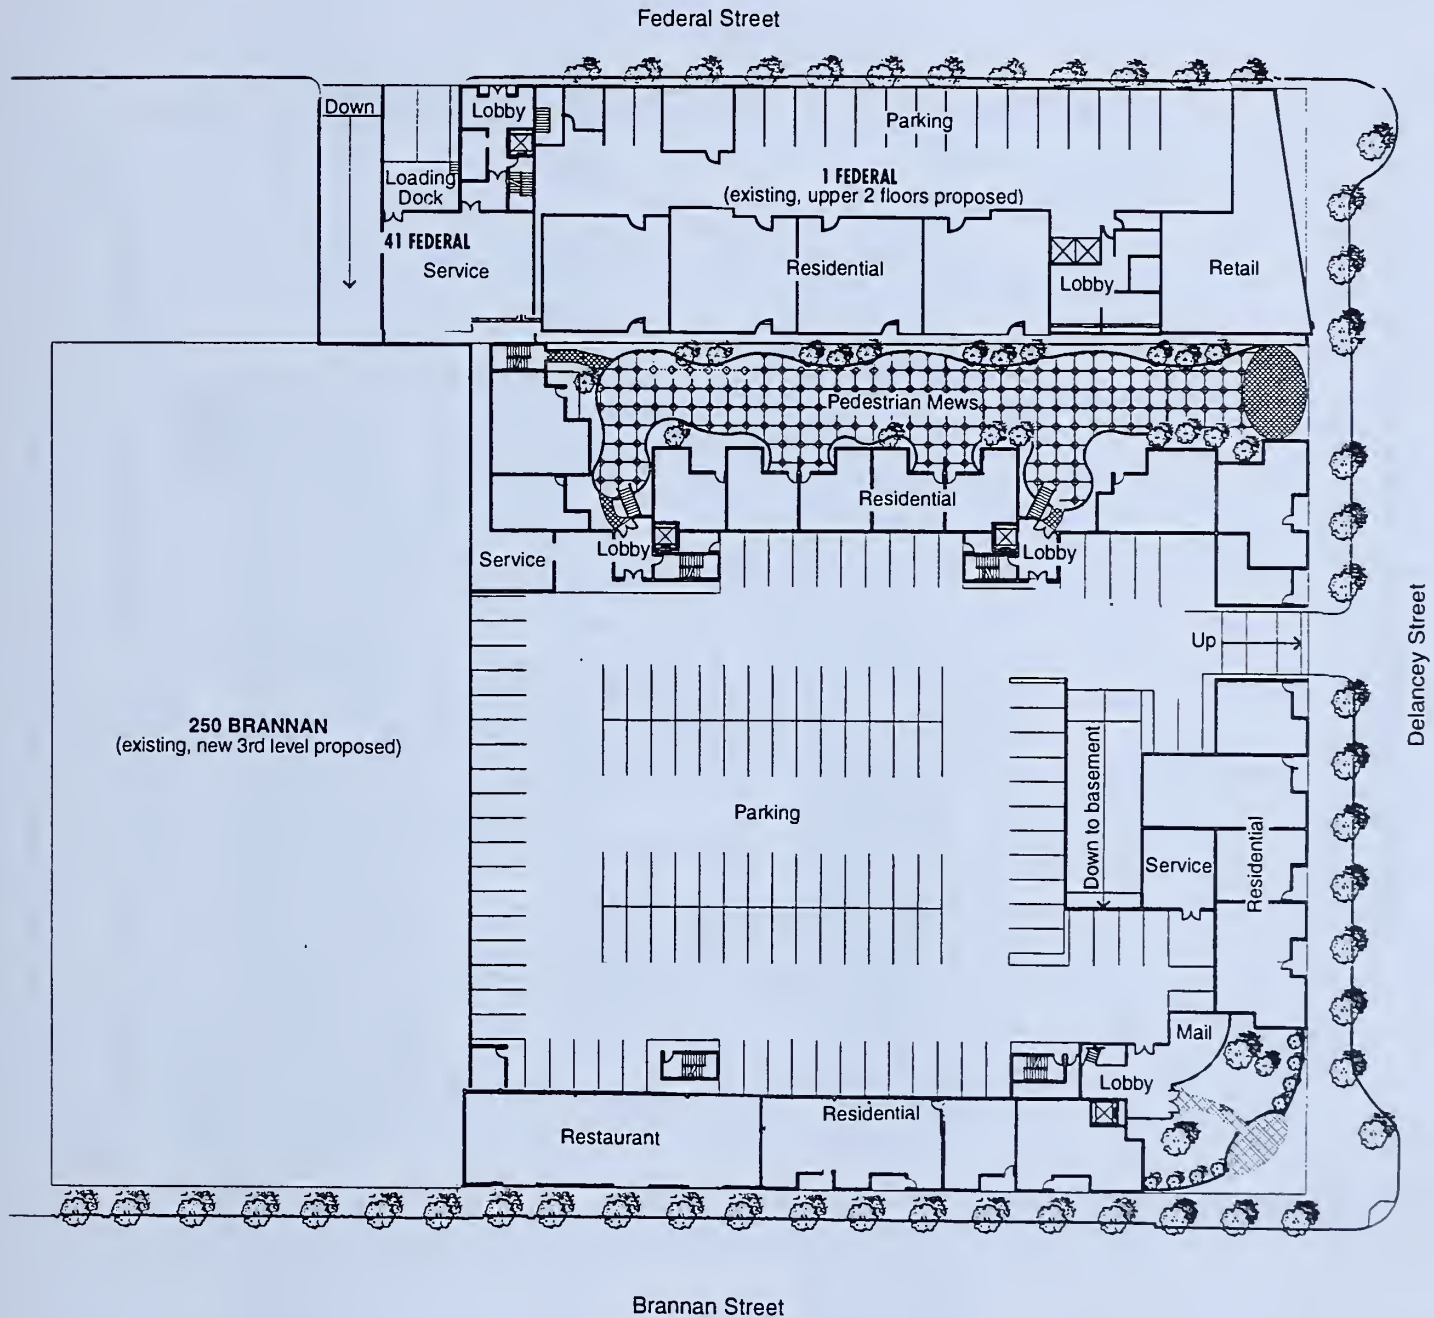 Federal Street
Down
Lobby
Parking
Loading
Dock
1 FEDERAL
(existing, upper 2 floors proposed)
41 FEDERAL
Service
Residential
Lobby
Retail
Pedestrian Mews
Residential
Service
Lobby
Lobby
Up
Delancey Street
250 BRANNAN
(existing, new 3rd level proposed)
Parking
Down to basement
Service
Residential
Mail
Lobby
Restaurant
Residential
Brannan Street